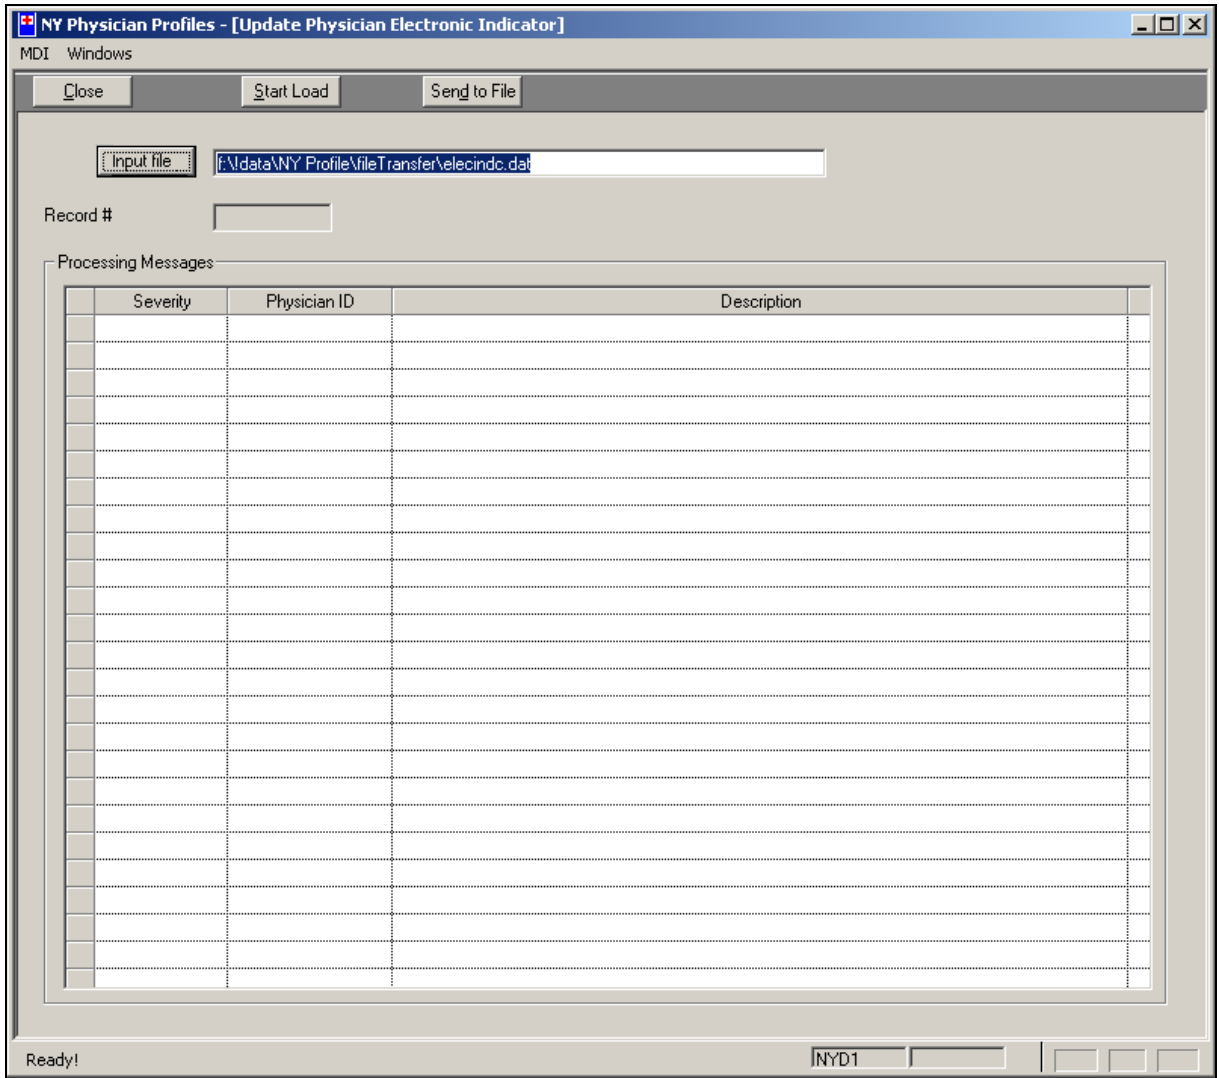 NY Physician Profiles - [Update Physician Electronic Indicator]
MDI Windows
Close Start Load Send to File
Input file f:\!data\NY Profile\fileTransfer\elecindc.dat
Record #
Processing Messages
Severity Physician ID Description
Ready! NYD1